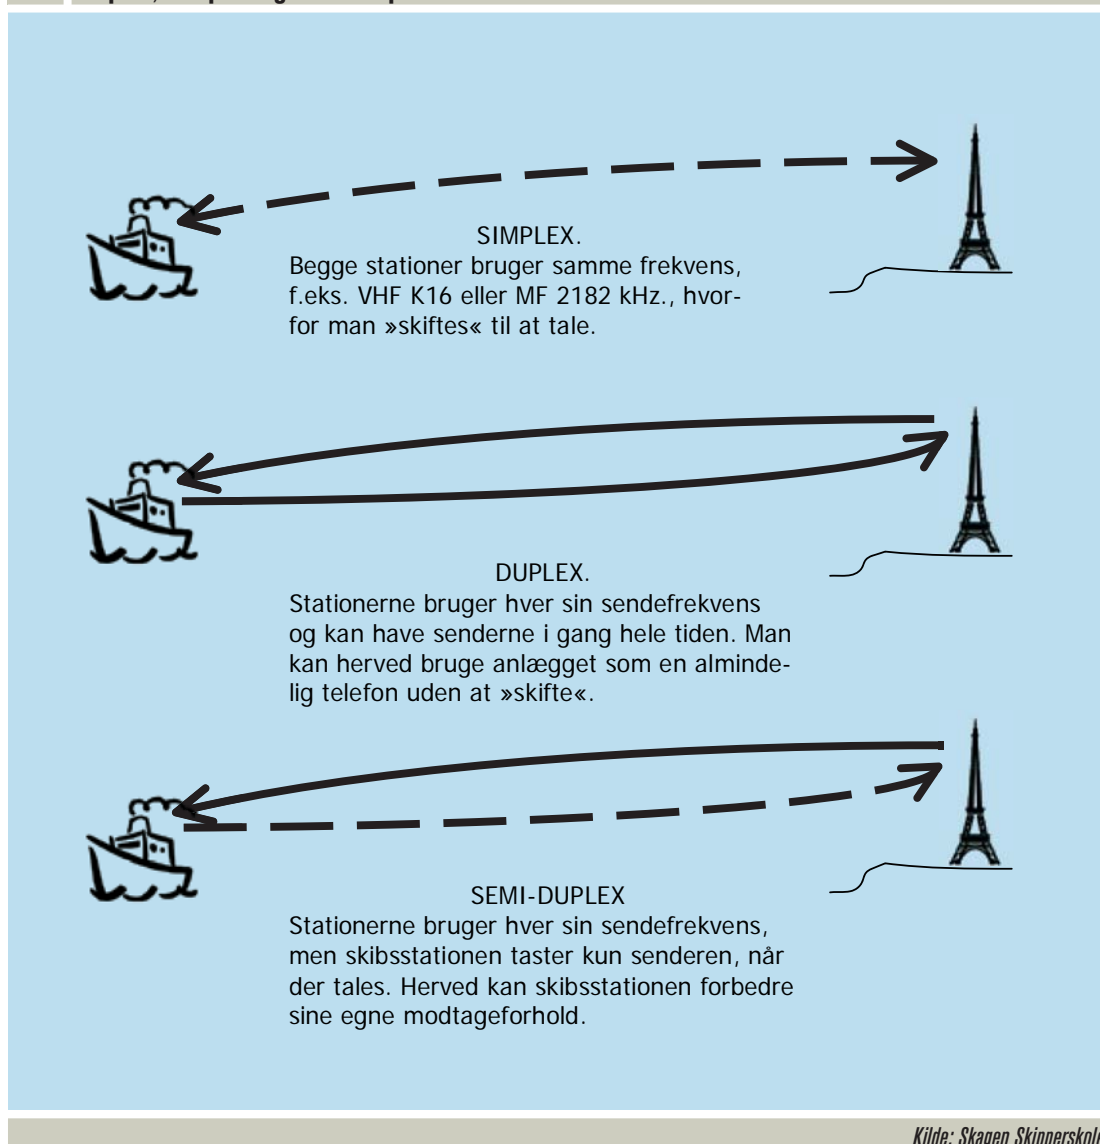 SIMPLEX.
Begge stationer bruger samme frekvens,
f.eks. VHF K16 eller MF 2182 kHz., hvor-
for man »skiftes« til at tale.
DUPLEX.
Stationerne bruger hver sin sendefrekvens
og kan have senderne i gang hele tiden. Man
kan herved bruge anlægget som en alminde-
lig telefon uden at »skifte«.
SEMI-DUPLEX
Stationerne bruger hver sin sendefrekvens,
men skibsstationen taster kun senderen, når
der tales. Herved kan skibsstationen forbedre
sine egne modtageforhold.
Kilde: Skagen Skipperskole